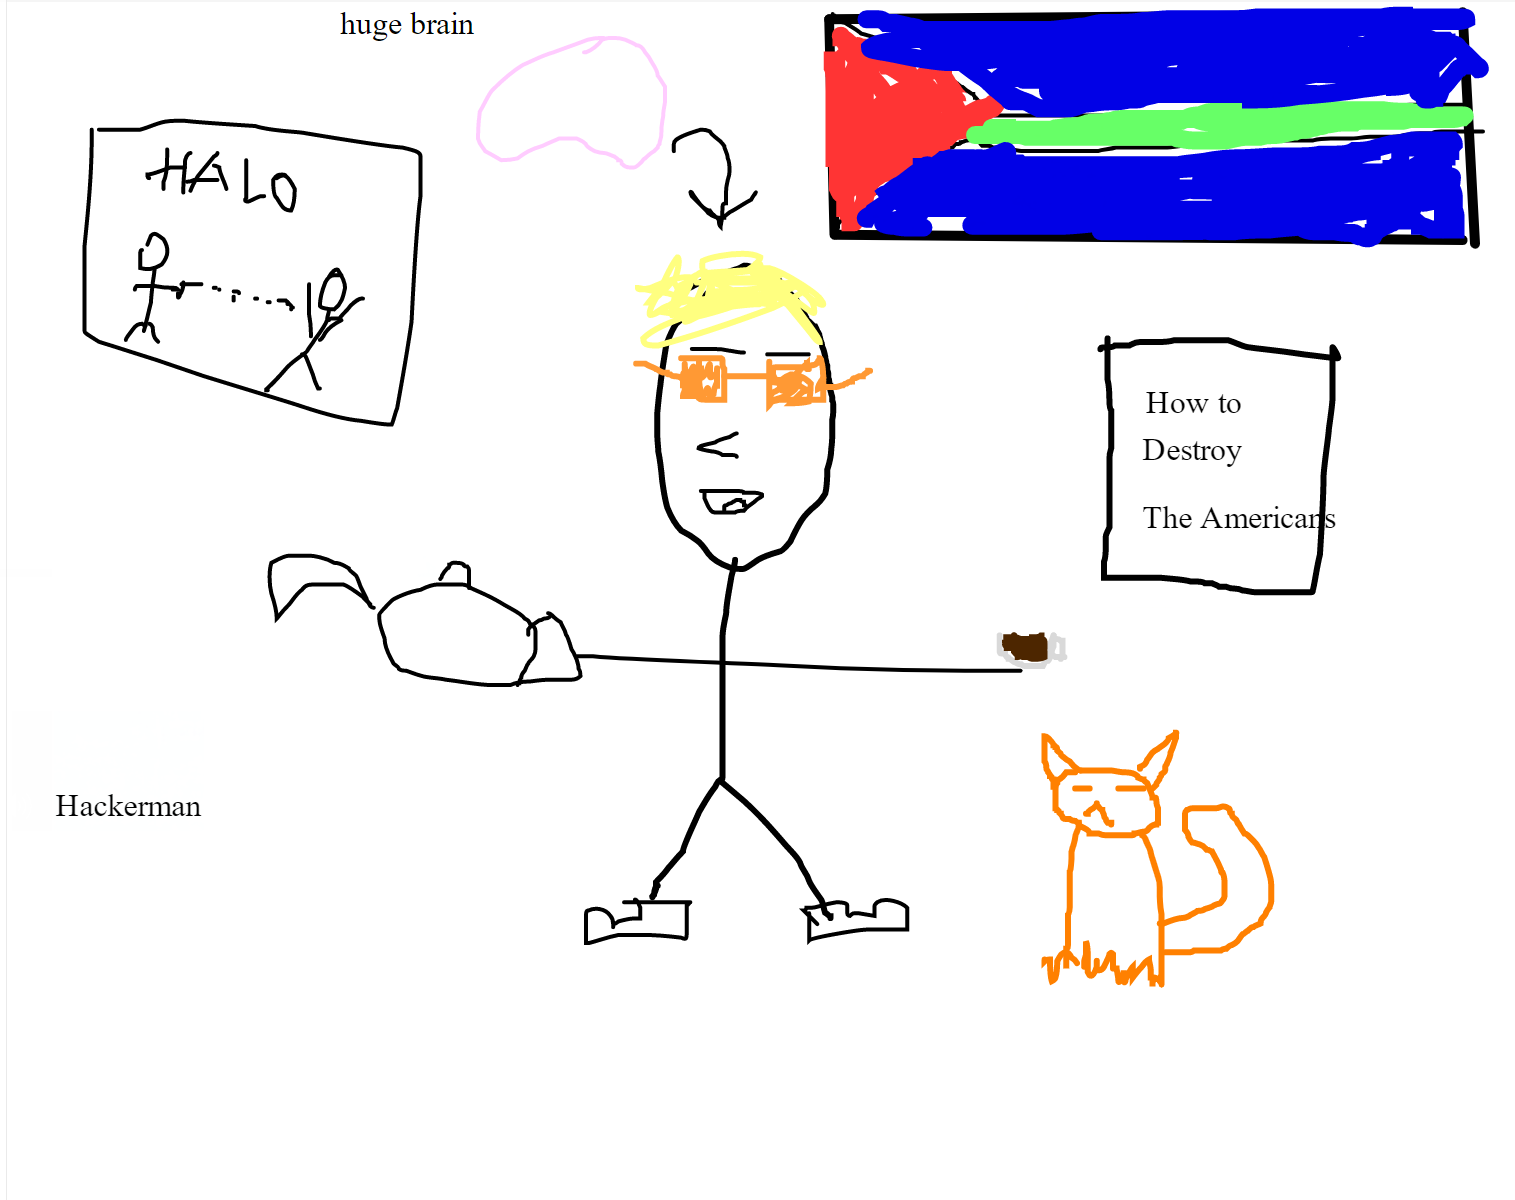 huge brain
HALO
How to
Destroy
The Americans
Hackerman